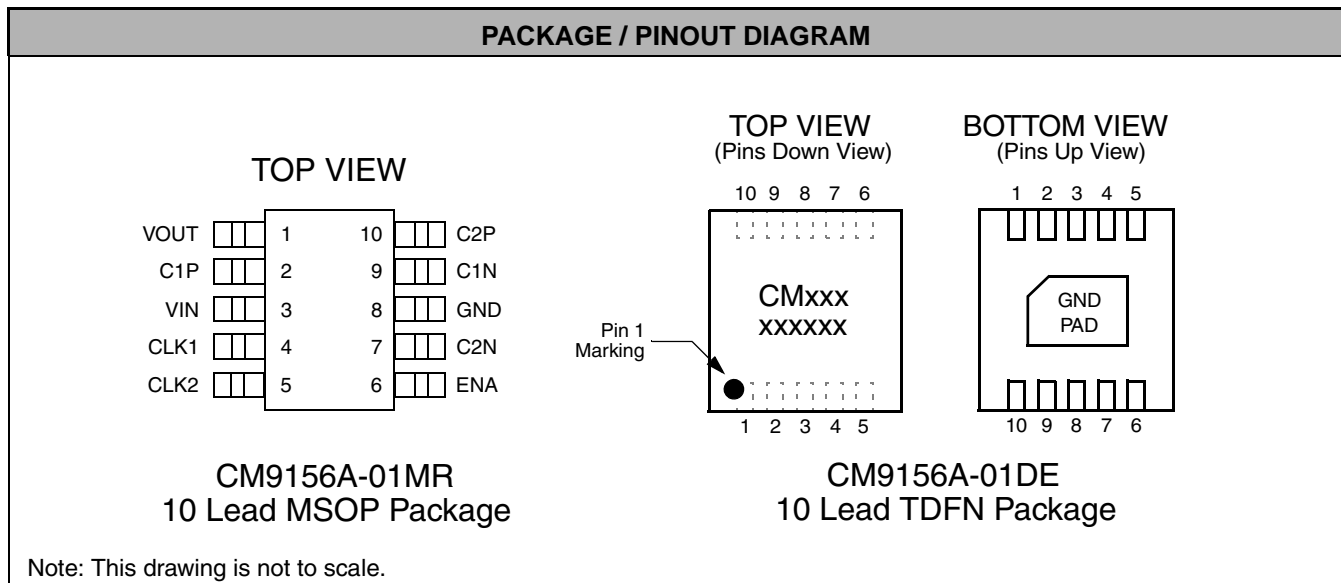 PACKAGE / PINOUT DIAGRAM
TOP VIEW
VOUT 1 10 C2P
C1P 2 9 C1N
VIN 3 8 GND
CLK1 4 7 C2N
CLK2 5 6 ENA
CM9156A-01MR
10 Lead MSOP Package
TOP VIEW
(Pins Down View)
10 9 8 7 6
CMxxx
xxxxxx
Pin 1
Marking
1 2 3 4 5
BOTTOM VIEW
(Pins Up View)
1 2 3 4 5
GND
PAD
10 9 8 7 6
CM9156A-01DE
10 Lead TDFN Package
Note: This drawing is not to scale.